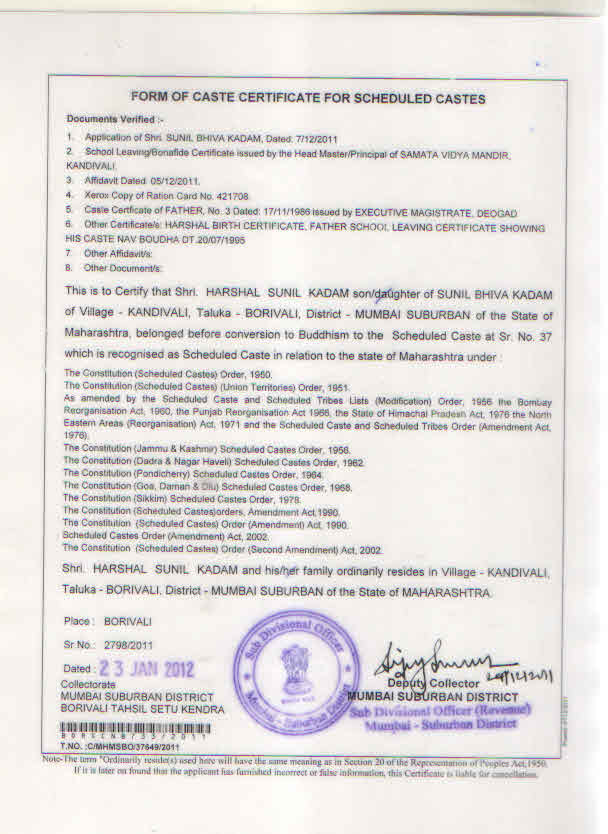 FORM OF CASTE CERTIFICATE FOR SCHEDULED CASTES
Documents Verified :-
1. Application of Shri. SUNIL BHIVA KADAM, Dated: 7/12/2011
2. School Leaving/Bonafide Certificate issued by the Head Master/Principal of SAMATA VIDYA MANDIR,
KANDIVALI.
3. Affidavit Dated: 05/12/2011.
4. Xerox Copy of Ration Card No. 421708
5. Caste Certificate of FATHER, No. 3 Dated: 17/11/1986 issued by EXECUTIVE MAGISTRATE, DEOGAD
6. Other Certificate/s: HARSHAL BIRTH CERTIFICATE, FATHER SCHOOL LEAVING CERTIFICATE SHOWING
HIS CASTE NAV BOUDHA DT.20/07/1995
7. Other Affidavit/s:
8. Other Document/s:
This is to Certify that Shri. HARSHAL SUNIL KADAM son/daughter of SUNIL BHIVA KADAM
of Village - KANDIVALI, Taluka - BORIVALI, District - MUMBAI SUBURBAN of the State of
Maharashtra, belonged before conversion to Buddhism to the Scheduled Caste at Sr. No. 37
which is recognised as Scheduled Caste in relation to the state of Maharashtra under :
The Constitution (Scheduled Castes) Order, 1950.
The Constitution (Scheduled Castes) (Union Territories) Order, 1951.
As amended by the Scheduled Caste and Scheduled Tribes Lists (Modification) Order, 1956 the Bombay
Reorganisation Act, 1960, the Punjab Reorganisation Act 1966, the State of Himachal Pradesh Act, 1976 the North
Eastern Areas (Reorganisation) Act, 1971 and the Scheduled Caste and Scheduled Tribes Order (Amendment Act,
1976).
The Constitution (Jammu & Kashmir) Scheduled Castes Order, 1956.
The Constitution (Dadra & Nagar Haveli) Scheduled Castes Order, 1962.
The Constitution (Pondicherry) Scheduled Castes Order, 1964.
The Constitution (Goa, Daman & Diu) Scheduled Castes Order, 1968.
The Constitution (Sikkim) Scheduled Castes Order, 1978.
The Constitution (Scheduled Castes)orders, Amendment Act,1990.
The Constitution (Scheduled Castes) Order (Amendment) Act, 1990.
Scheduled Castes Order (Amendment) Act, 2002.
The Constitution (Scheduled Castes) Order (Second Amendment) Act, 2002.
Shri. HARSHAL SUNIL KADAM and his/her family ordinarily resides in Village - KANDIVALI,
Taluka - BORIVALI, District - MUMBAI SUBURBAN of the State of MAHARASHTRA.
Place : BORIVALI
Sr No.: 2798/2011
Dated : 23 JAN 2012
Collectorate
MUMBAI SUBURBAN DISTRICT
BORIVALI TAHSIL SETU KENDRA
T.NO. :C/MHMSBO/37649/2011
Sub Divisional Officer
Mumbai - Suburban District
Deputy Collector
MUMBAI SUBURBAN DISTRICT
Sub Divisional Officer (Revenue)
Mumbai - Suburban District
Note-The term "Ordinarily reside(s) used here will have the same meaning as in Section 20 of the Representation of Peoples Act,1950.
If it is later on found that the applicant has furnished incorrect or false information, this Certificate is liable for cancellation.